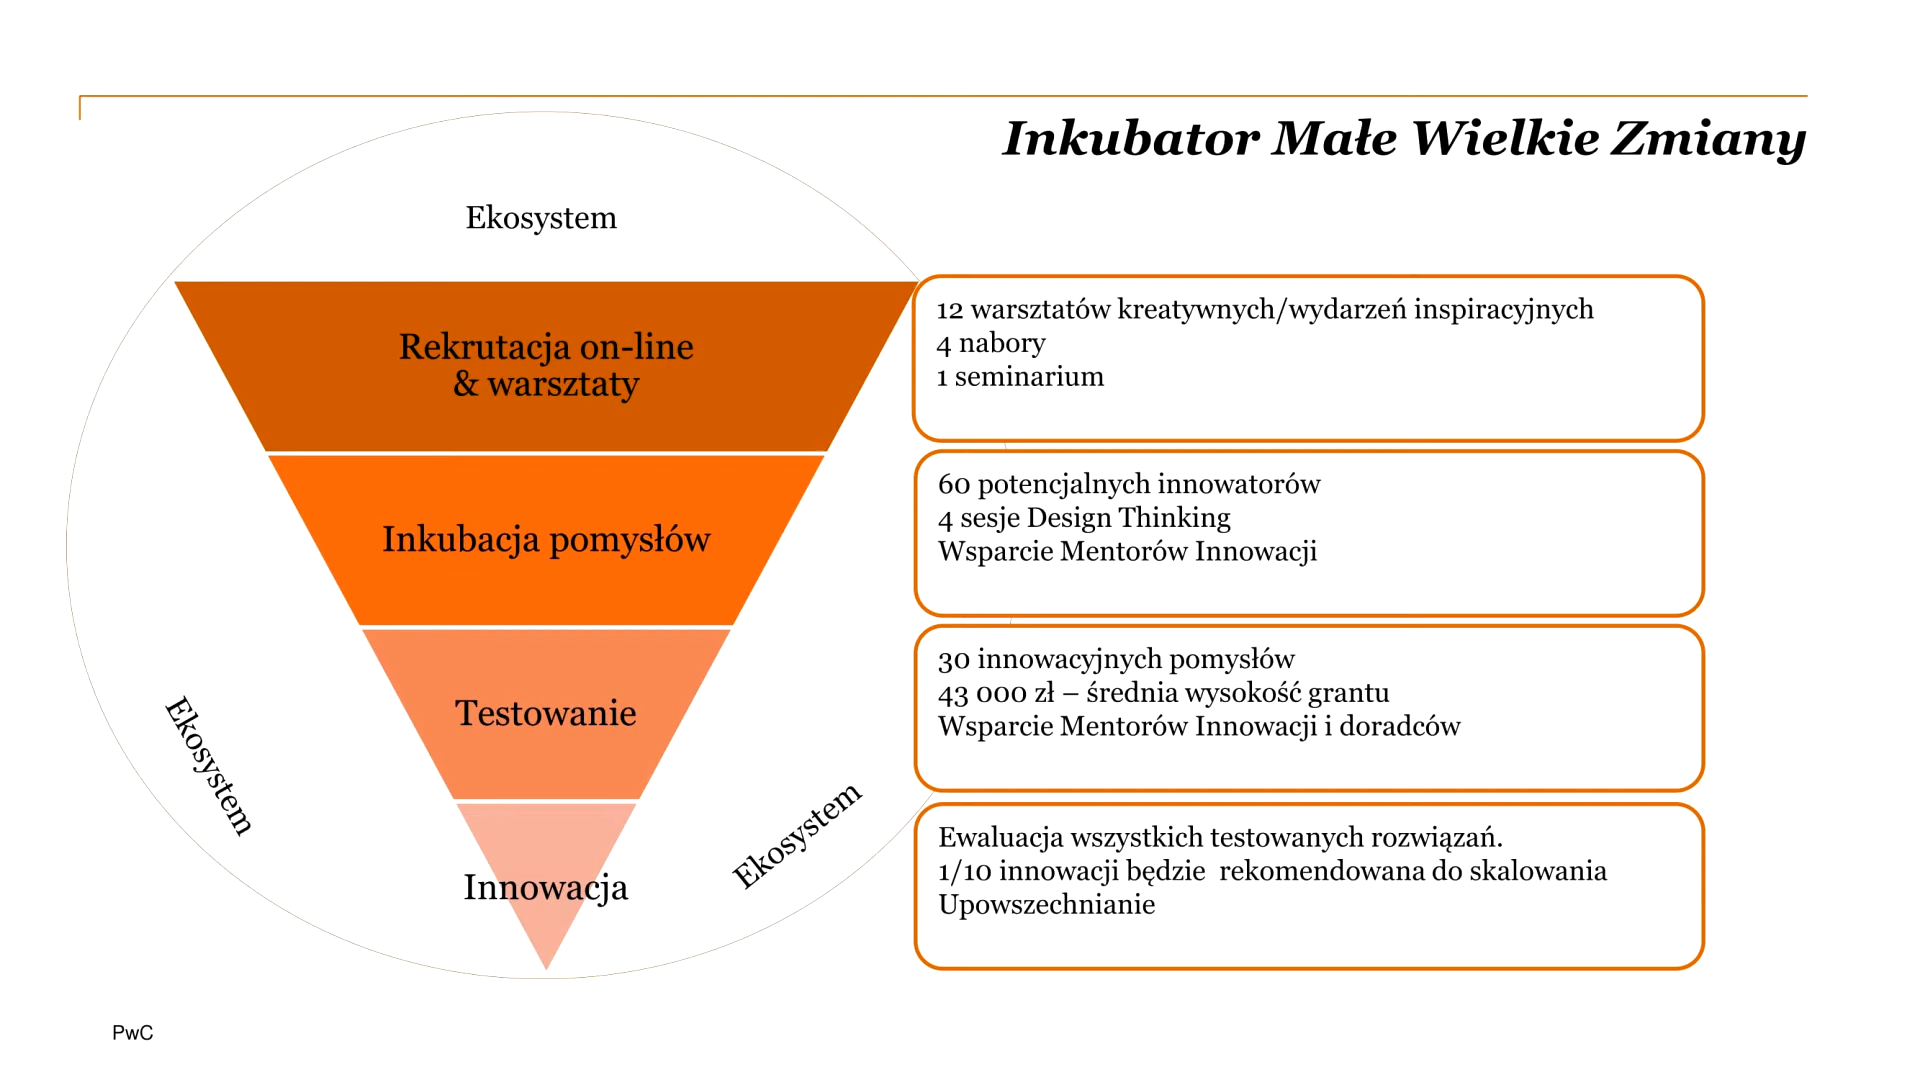 Inkubator Małe Wielkie Zmiany
Ekosystem
Rekrutacja on-line
& warsztaty
12 warsztatów kreatywnych/wydarzeń inspiracyjnych
4 nabory
1 seminarium
Inkubacja pomysłów
60 potencjalnych innowatorów
4 sesje Design Thinking
Wsparcie Mentorów Innowacji
Testowanie
30 innowacyjnych pomysłów
43 000 zł – średnia wysokość grantu
Wsparcie Mentorów Innowacji i doradców
Ekosystem
Ekosystem
Innowacja
Ewaluacja wszystkich testowanych rozwiązań.
1/10 innowacji będzie  rekomendowana do skalowania
Upowszechnianie
PwC